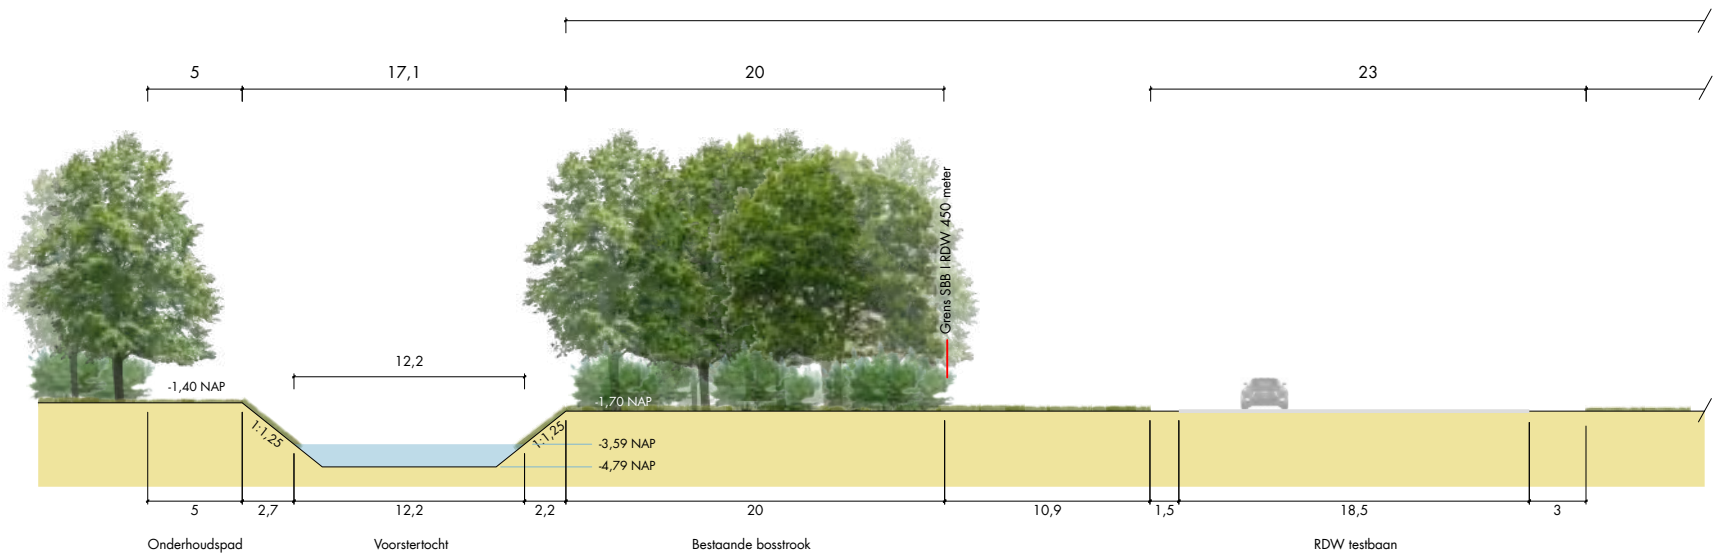 5 17,1 20 23
Grens SBB I RDW 450 meter
12,2
-1,40 NAP
-1,70 NAP
1:1,25 1:1,25
-3,59 NAP
-4,79 NAP
5 2,7 12,2 2,2 20 10,9 1,5 18,5 3
Onderhoudspad Voorstertocht Bestaande bosstrook RDW testbaan